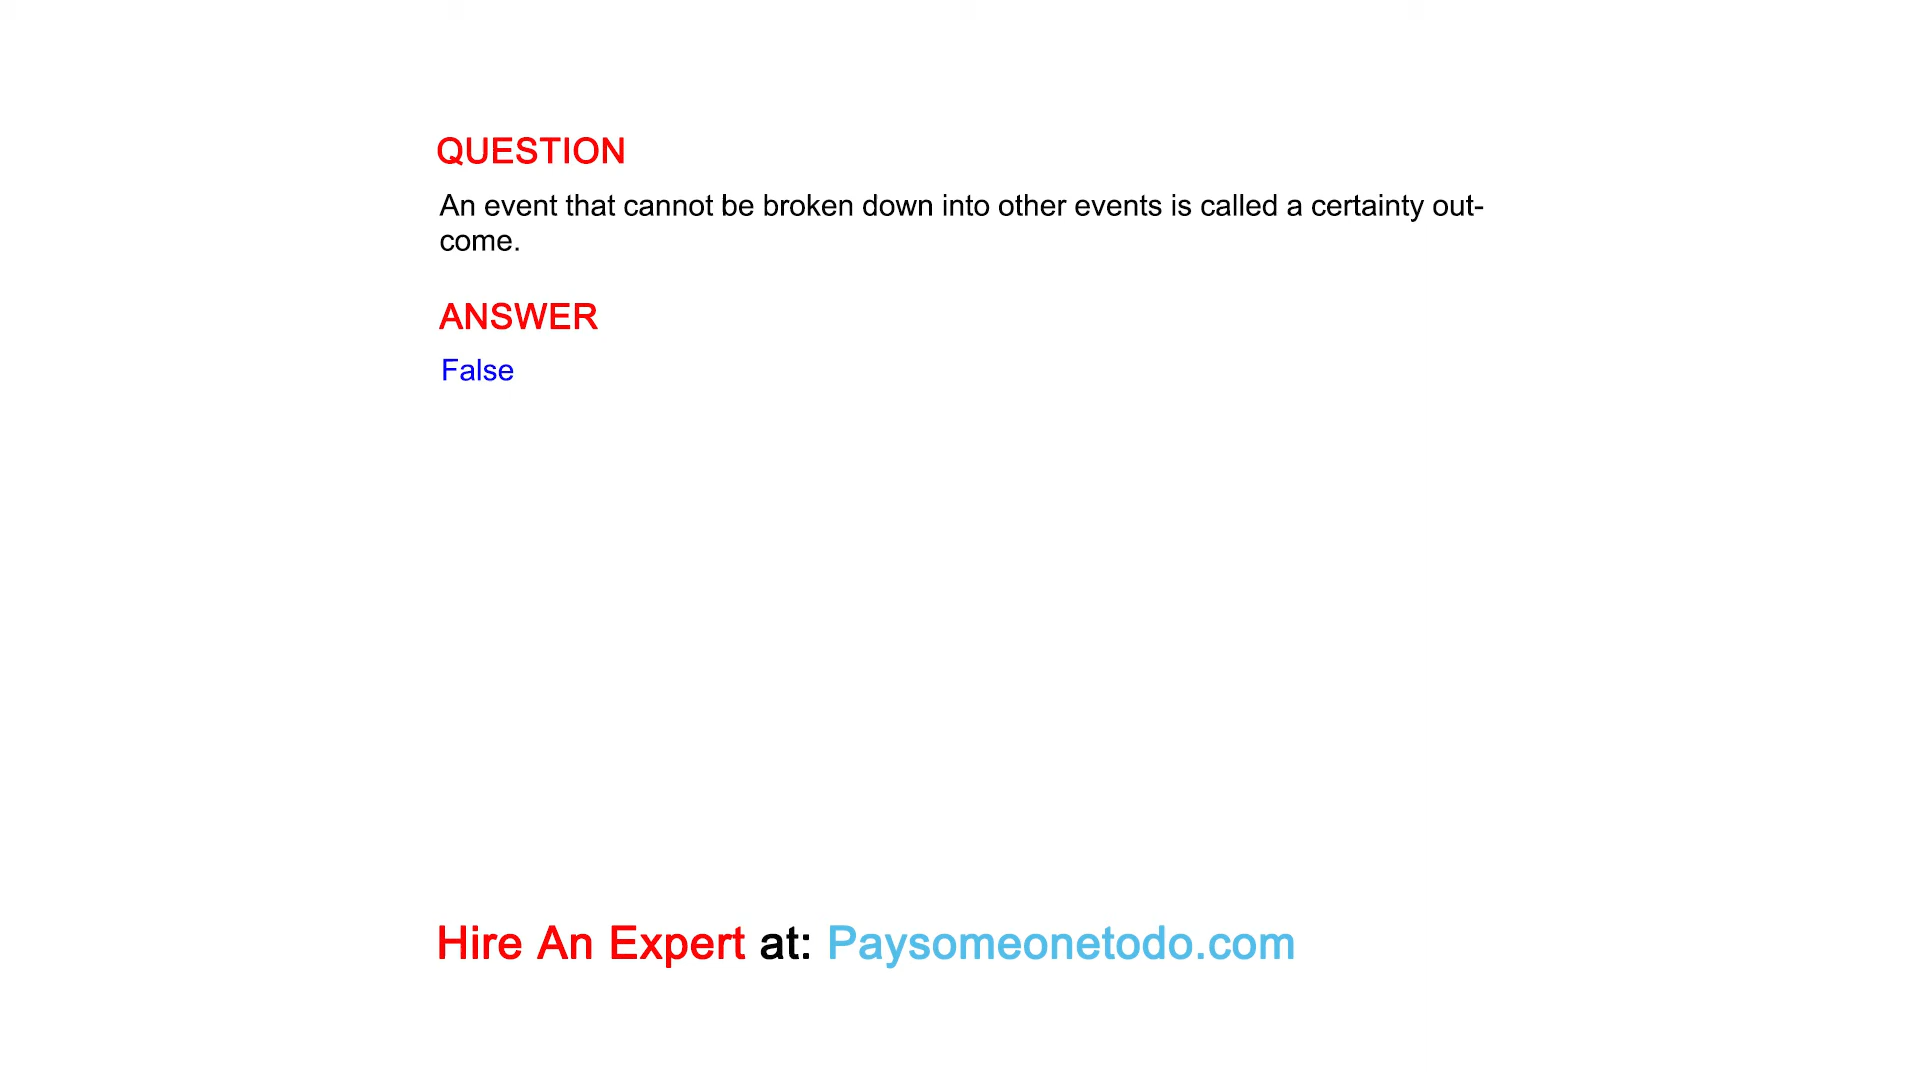 QUESTION
An event that cannot be broken down into other events is called a certainty out-
come.
ANSWER
False
Hire An Expert at: Paysomeonetodo.com